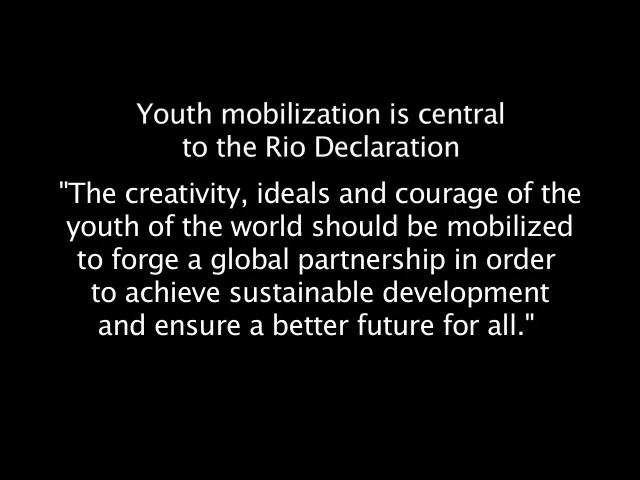 Youth mobilization is central
to the Rio Declaration
"The creativity, ideals and courage of the
youth of the world should be mobilized
to forge a global partnership in order
to achieve sustainable development
and ensure a better future for all."